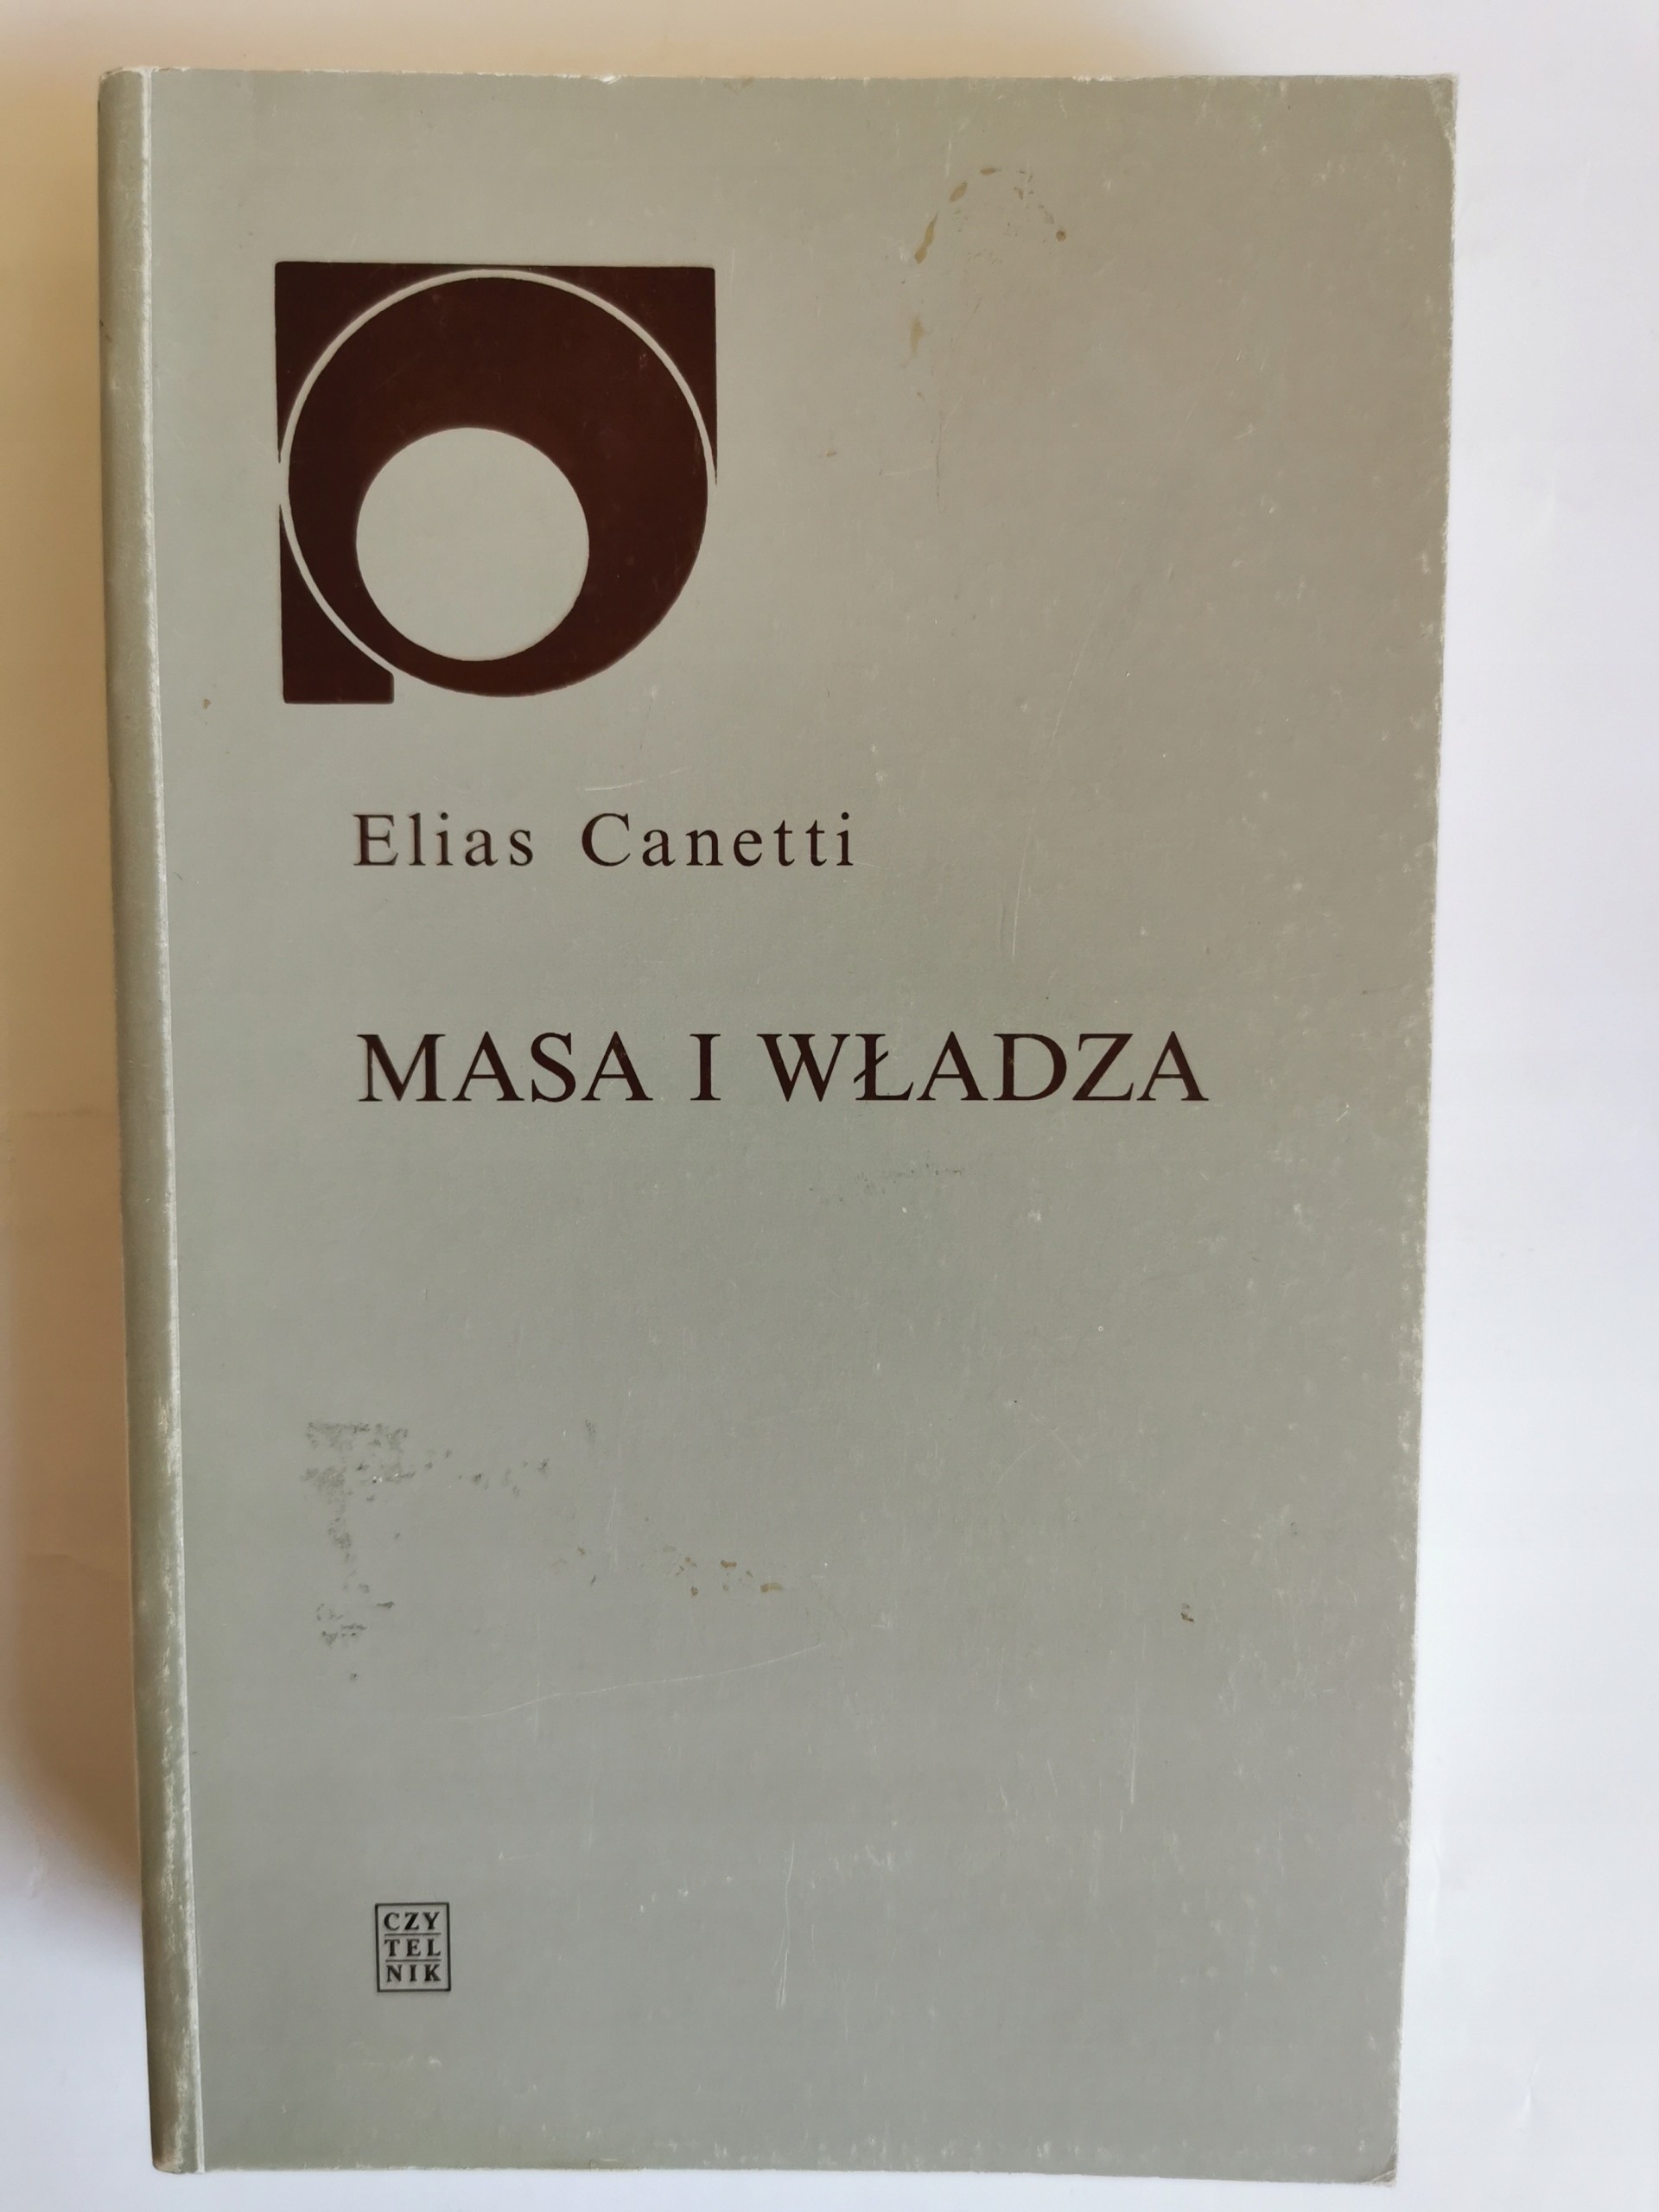 Elias Canetti
MASA I WŁADZA
CZY
TEL
NIK